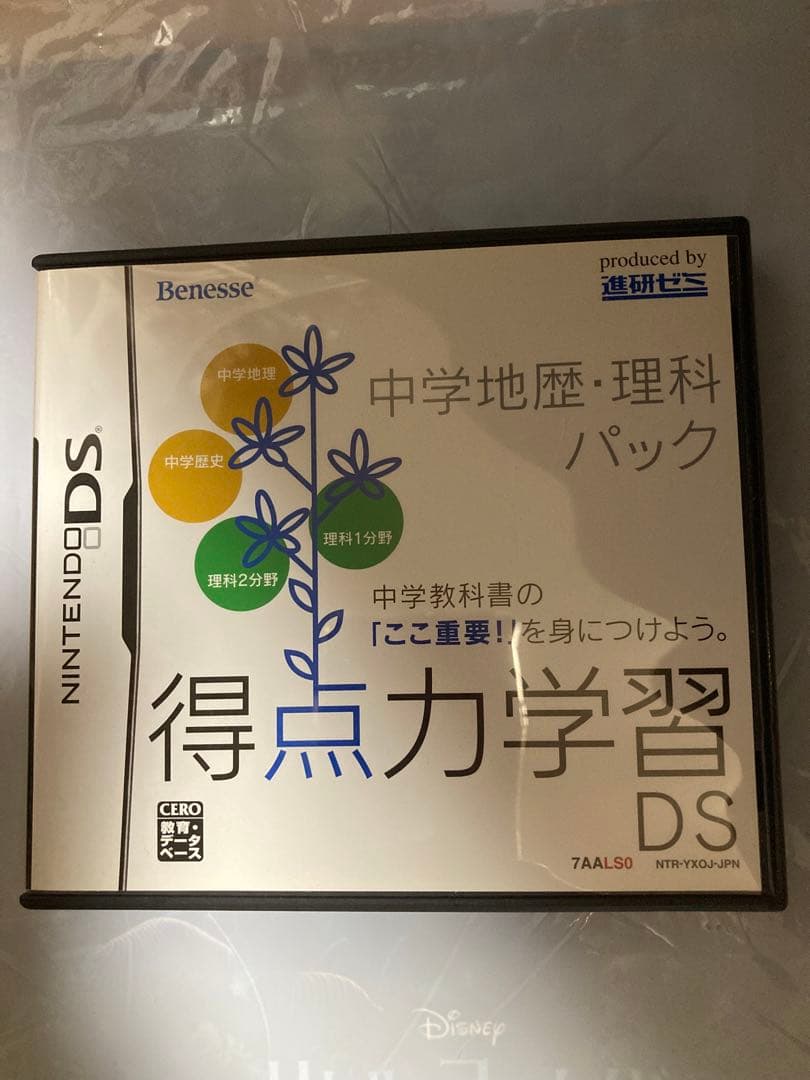 Benesse
produced by
進研ゼミ
中学地理
中学歴史
理科1分野
理科2分野
中学地歴・理科
パック
中学教科書の
「ここ重要!」を身につけよう。
得点力学習
DS
NINTENDO DS®
CERO
教育・
データ
ベース
7AALS0
NTR-YXOJ-JPN
DISNEY